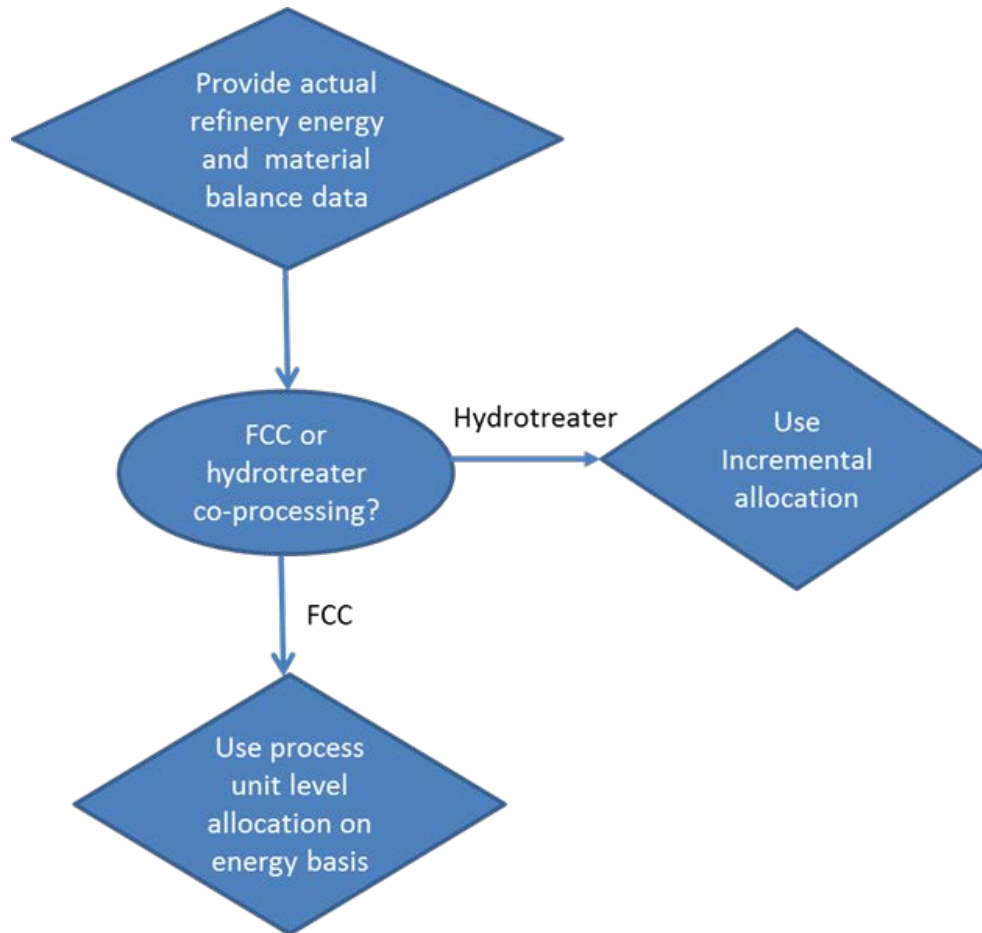 Provide actual
refinery energy
and material
balance data
FCC or
hydrotreater
co-processing?
Hydrotreater
Use
Incremental
allocation
FCC
Use process
unit level
allocation on
energy basis